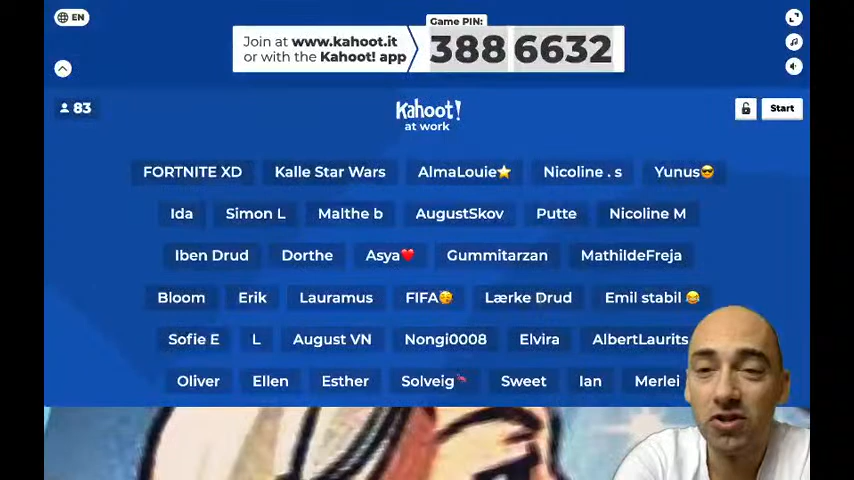 EN
Game PIN:
Join at www.kahoot.it
or with the Kahoot! app
388 6632
83
Kahoot!
at work
Start
FORTNITE XD Kalle Star Wars AlmaLouie⭐ Nicoline . s Yunus😎
Ida Simon L Malthe b AugustSkov Putte Nicoline M
Iben Drud Dorthe Asya❤️ Gummitarzan MathildeFreja
Bloom Erik Lauramus FIFA🥳 Lærke Drud Emil stabil 😂
Sofie E L August VN Nongi0008 Elvira AlbertLaurits
Oliver Ellen Esther Solveig🦎 Sweet Ian Merlei